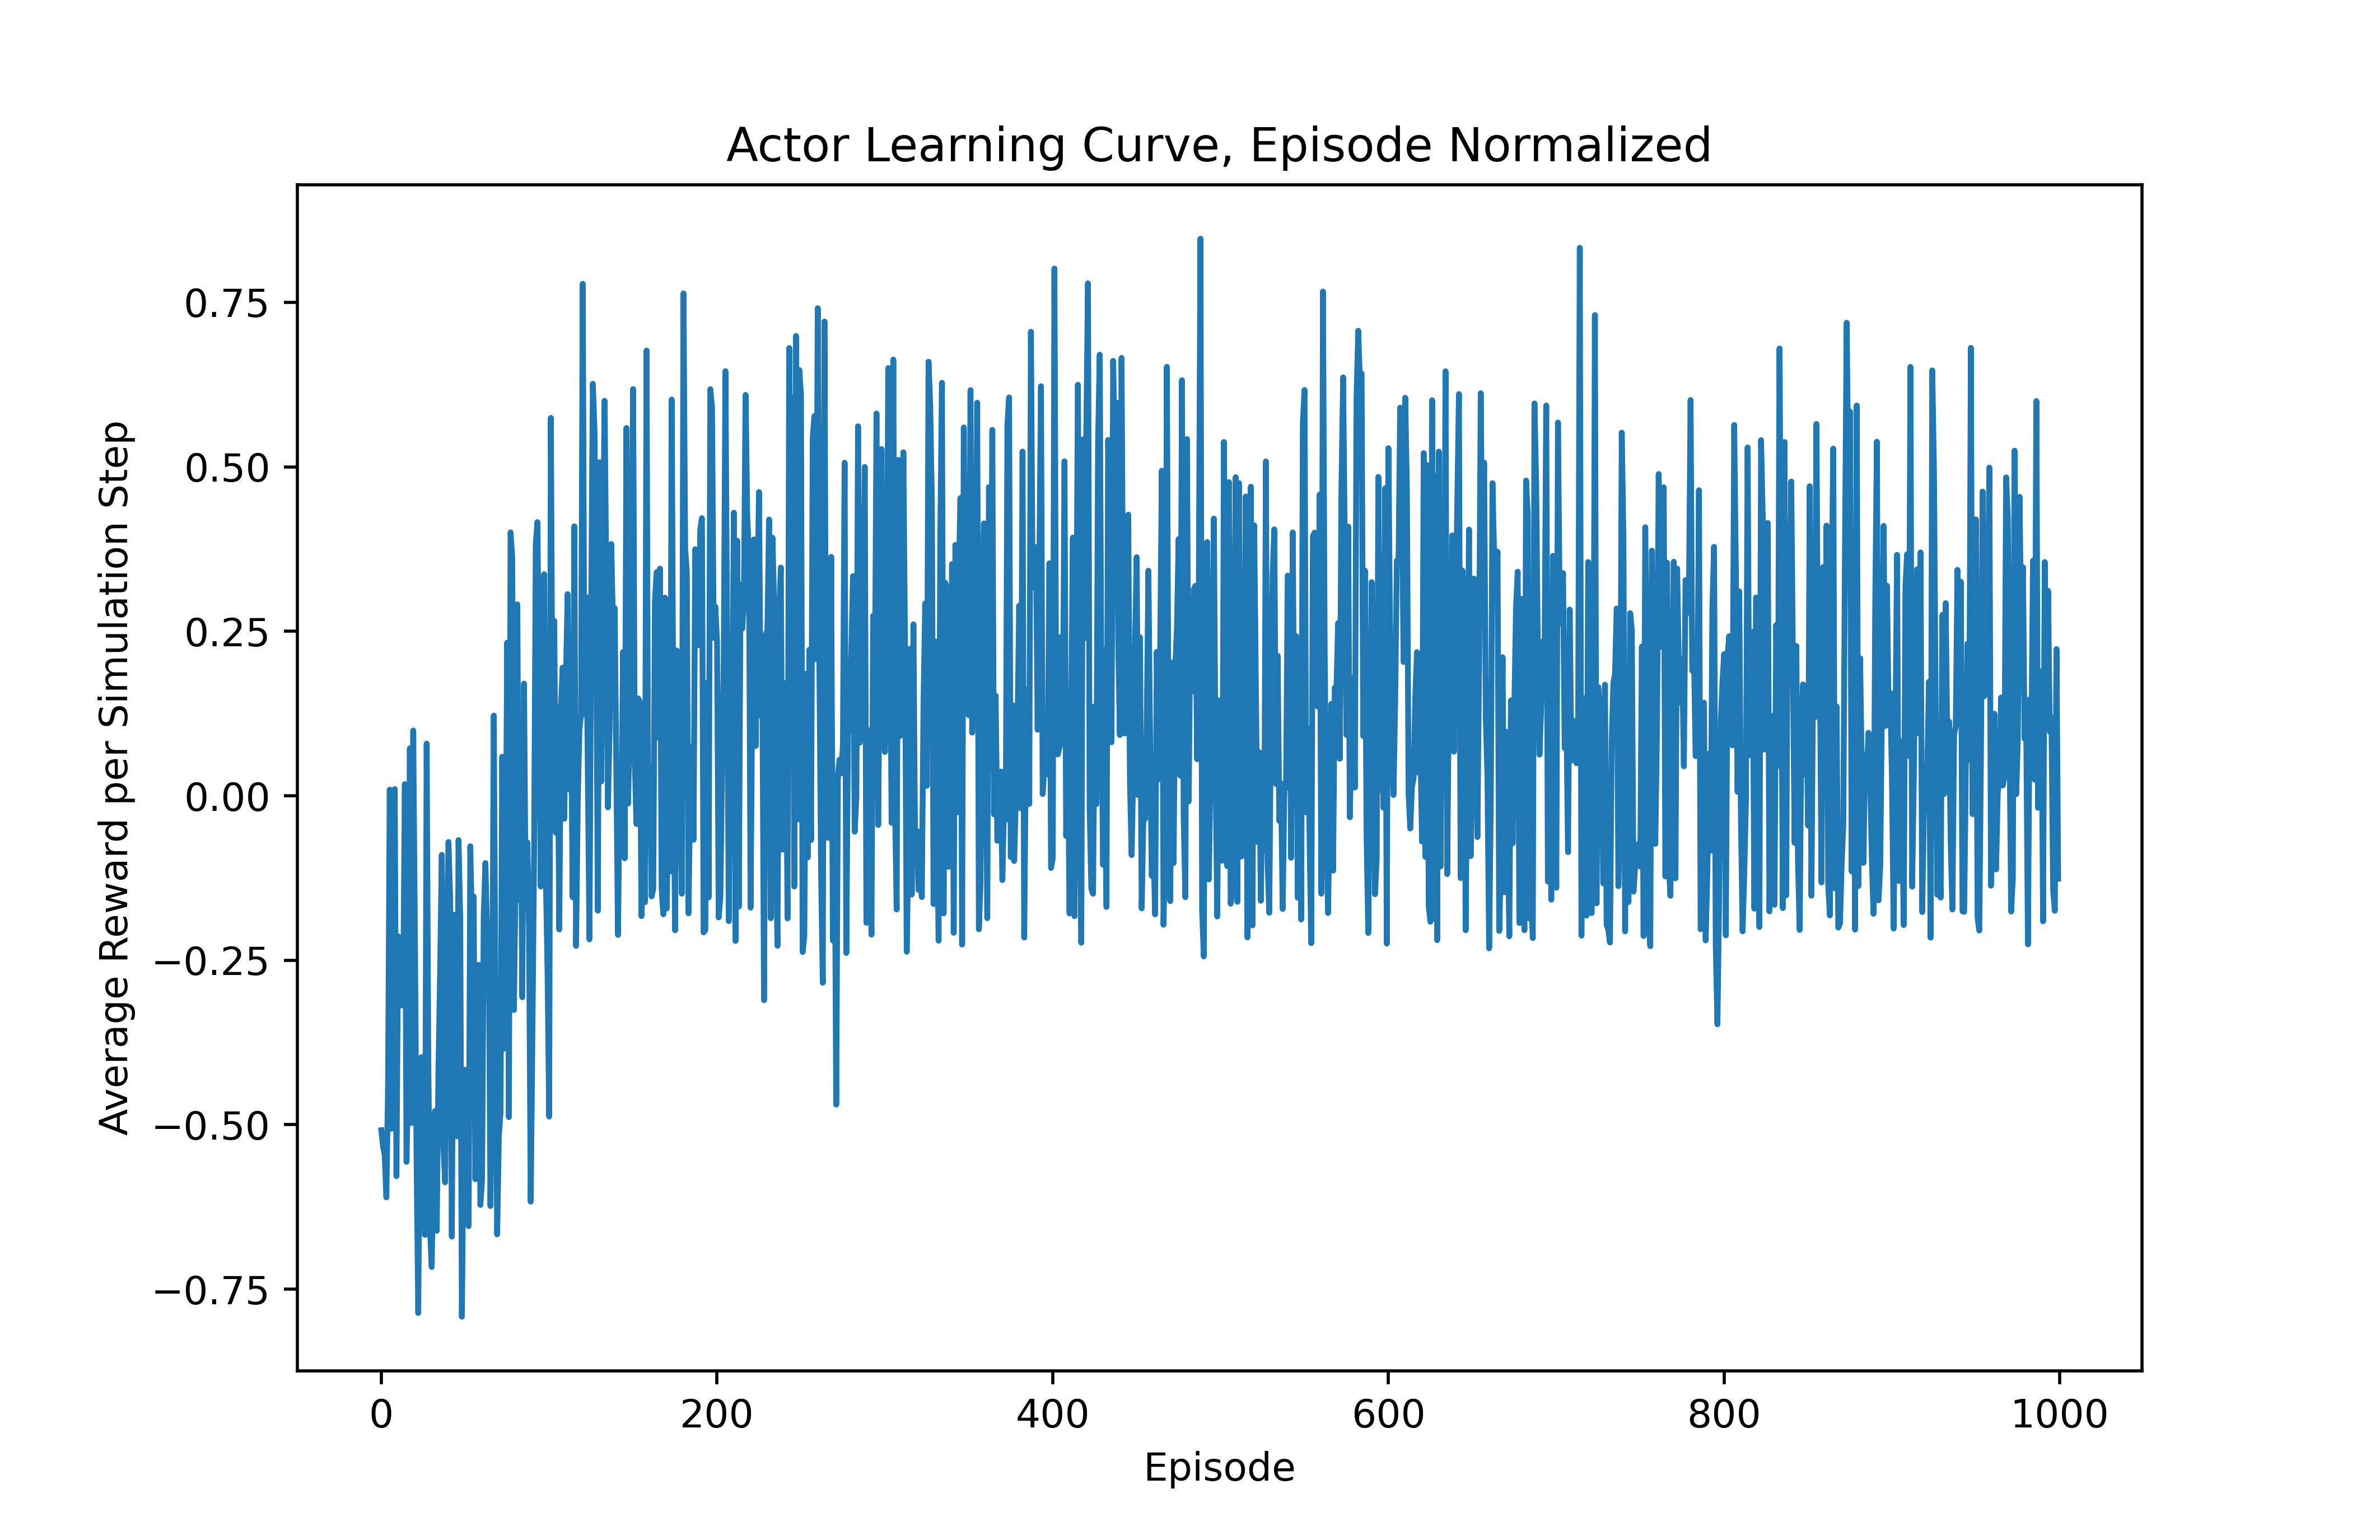 Actor Learning Curve, Episode Normalized
Average Reward per Simulation Step
0.75
0.50
0.25
0.00
−0.25
−0.50
−0.75
0 200 400 600 800 1000
Episode